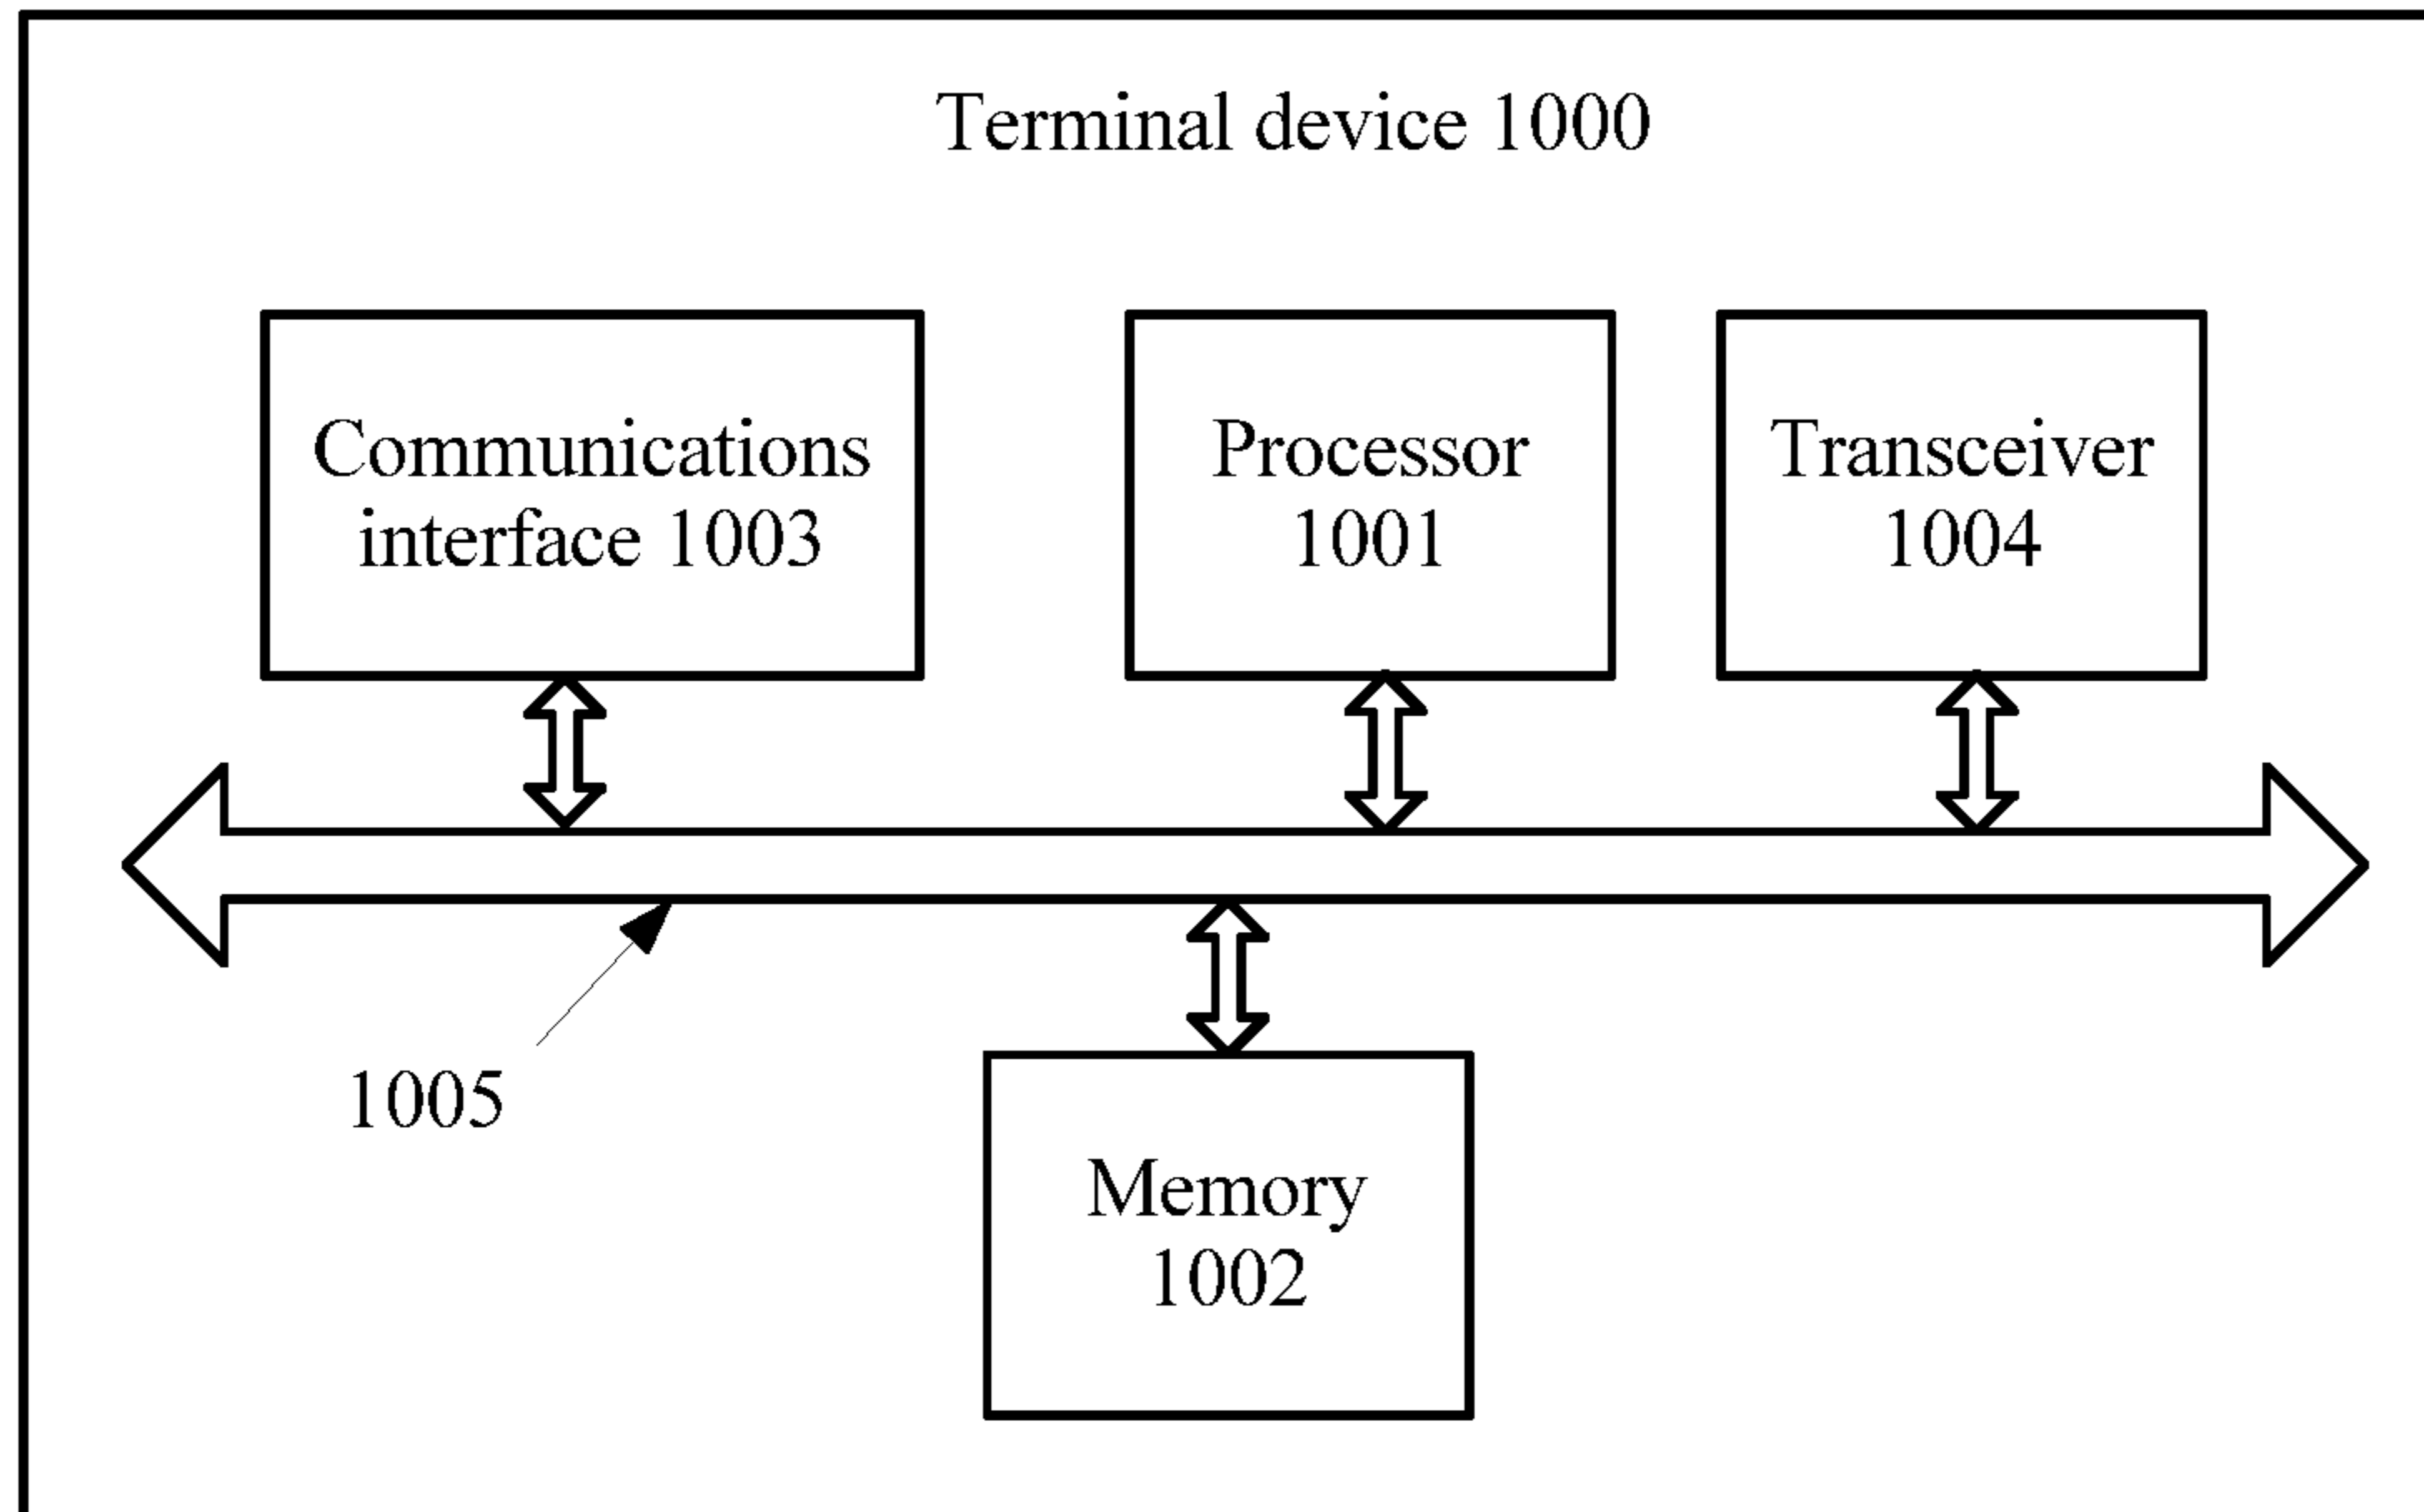 Terminal device 1000
Communications
interface 1003
Processor
1001
Transceiver
1004
1005
Memory
1002